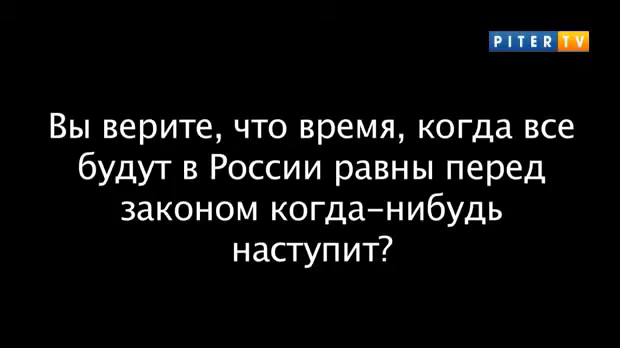 PITER TV
Вы верите, что время, когда все
будут в России равны перед
законом когда-нибудь
наступит?